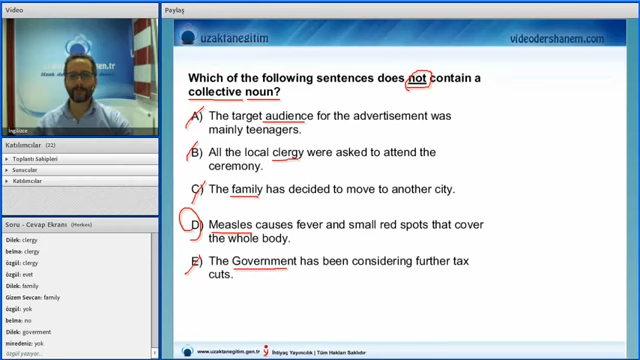 Video
Paylaş
uzaktanegitim
videodershanem.com
İngilizce
Katılımcılar (22)
Toplantı Sahipleri
Sunucular
Katılımcılar
Soru - Cevap Ekranı (Herkes)
Dilek: clergy
belma: clergy
özgül: clergy
özgül: evet
Dilek: family
Gizem Sevcan: family
özgül: yok
belma: no
Dilek: goverment
miredeniz: yok
özgül yazıyor...
Which of the following sentences does not contain a
collective noun?
A) The target audience for the advertisement was
mainly teenagers.
B) All the local clergy were asked to attend the
ceremony.
C) The family has decided to move to another city.
D) Measles causes fever and small red spots that cover
the whole body.
E) The Government has been considering further tax
cuts.
www.uzaktanegitim.gen.tr
İhtiyaç Yayıncılık | Tüm Hakları Saklıdır